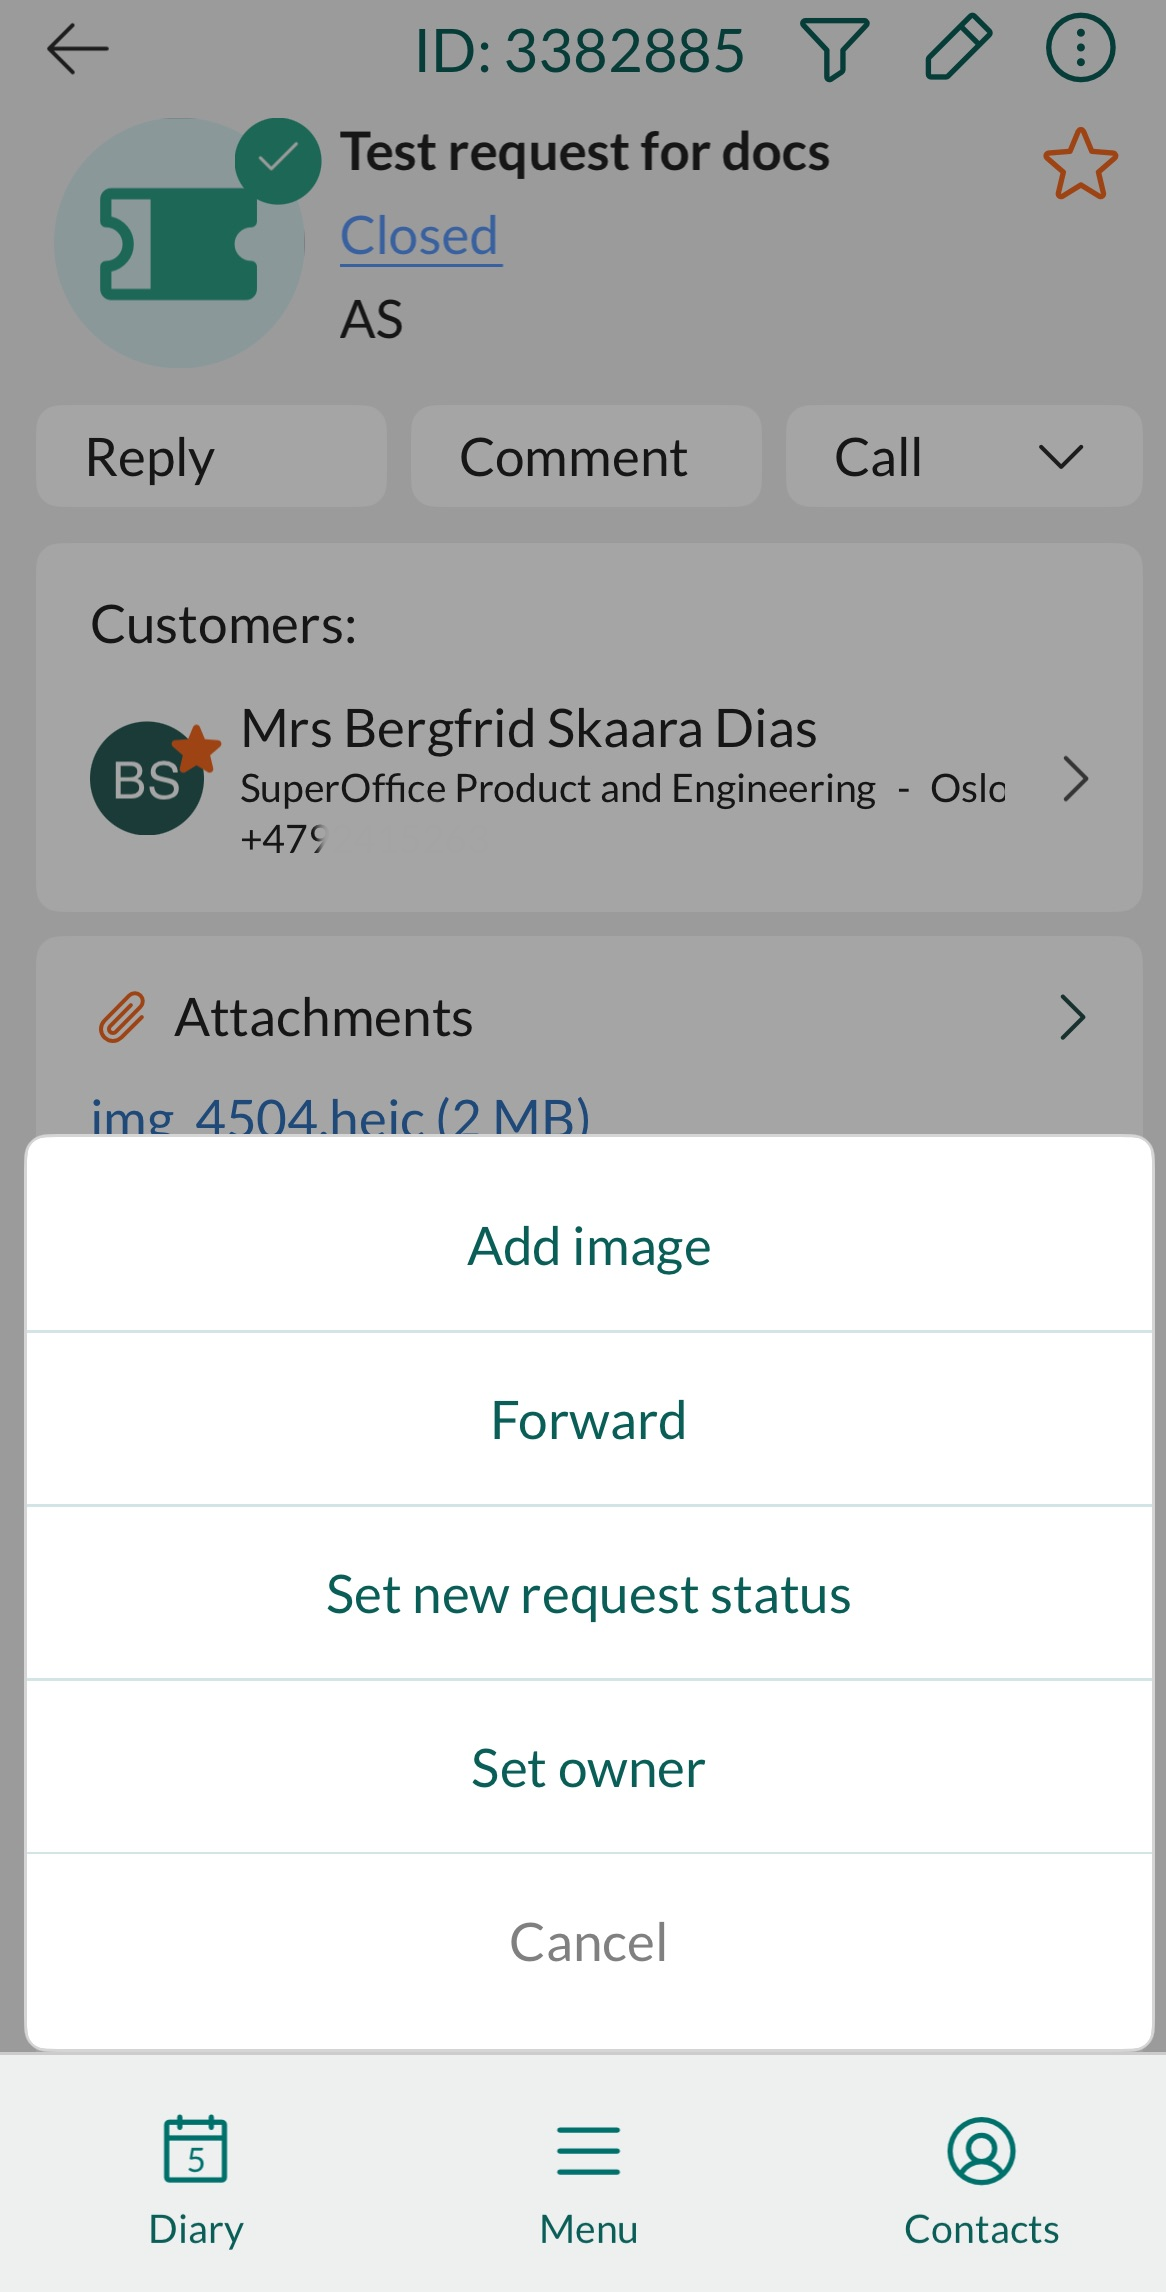 ID: 3382885
Test request for docs
Closed
AS
Reply
Comment
Call
Customers:
BS
Mrs Bergfrid Skaara Dias
SuperOffice Product and Engineering - Oslo
+479
Attachments
img_4504.heic (2 MB)
Add image
Forward
Set new request status
Set owner
Cancel
5
Diary
Menu
Contacts